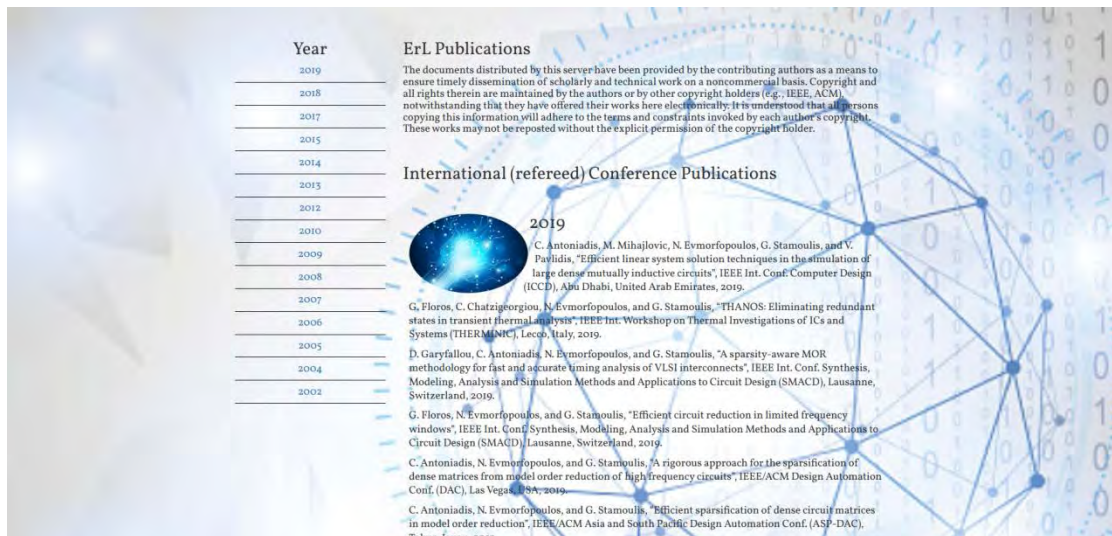 Year
2019
2018
2017
2015
2014
2013
2012
2010
2009
2008
2007
2006
2005
2004
2002
ErL Publications
The documents distributed by this server have been provided by the contributing authors as a means to
ensure timely dissemination of scholarly and technical work on a noncommercial basis. Copyright and
all rights therein are maintained by the authors or by other copyright holders (e.g., IEEE, ACM),
notwithstanding that they have offered their works here electronically. It is understood that all persons
copying this information will adhere to the terms and constraints invoked by each author's copyright.
These works may not be reposted without the explicit permission of the copyright holder.
International (refereed) Conference Publications
2019
C. Antoniadis, M. Mihajlovic, N. Evmorfopoulos, G. Stamoulis, and V.
Pavlidis, "Efficient linear system solution techniques in the simulation of
large dense mutually inductive circuits", IEEE Int. Conf. Computer Design
(ICCD), Abu Dhabi, United Arab Emirates, 2019.
G. Floros, C. Chatzigeorgiou, N. Evmorfopoulos, and G. Stamoulis, "THANOS: Eliminating redundant
states in transient thermal analysis", IEEE Int. Workshop on Thermal Investigations of ICs and
Systems (THERMINIC), Lecco, Italy, 2019.
D. Garyfallou, C. Antoniadis, N. Evmorfopoulos, and G. Stamoulis, "A sparsity-aware MOR
methodology for fast and accurate timing analysis of VLSI interconnects", IEEE Int. Conf. Synthesis,
Modeling, Analysis and Simulation Methods and Applications to Circuit Design (SMACD), Lausanne,
Switzerland, 2019.
G. Floros, N. Evmorfopoulos, and G. Stamoulis, "Efficient circuit reduction in limited frequency
windows", IEEE Int. Conf. Synthesis, Modeling, Analysis and Simulation Methods and Applications to
Circuit Design (SMACD), Lausanne, Switzerland, 2019.
C. Antoniadis, N. Evmorfopoulos, and G. Stamoulis, "A rigorous approach for the sparsification of
dense matrices from model order reduction of high frequency circuits", IEEE/ACM Design Automation
Conf. (DAC), Las Vegas, USA, 2019.
C. Antoniadis, N. Evmorfopoulos, and G. Stamoulis, "Efficient sparsification of dense circuit matrices
in model order reduction", IEEE/ACM Asia and South Pacific Design Automation Conf. (ASP-DAC),